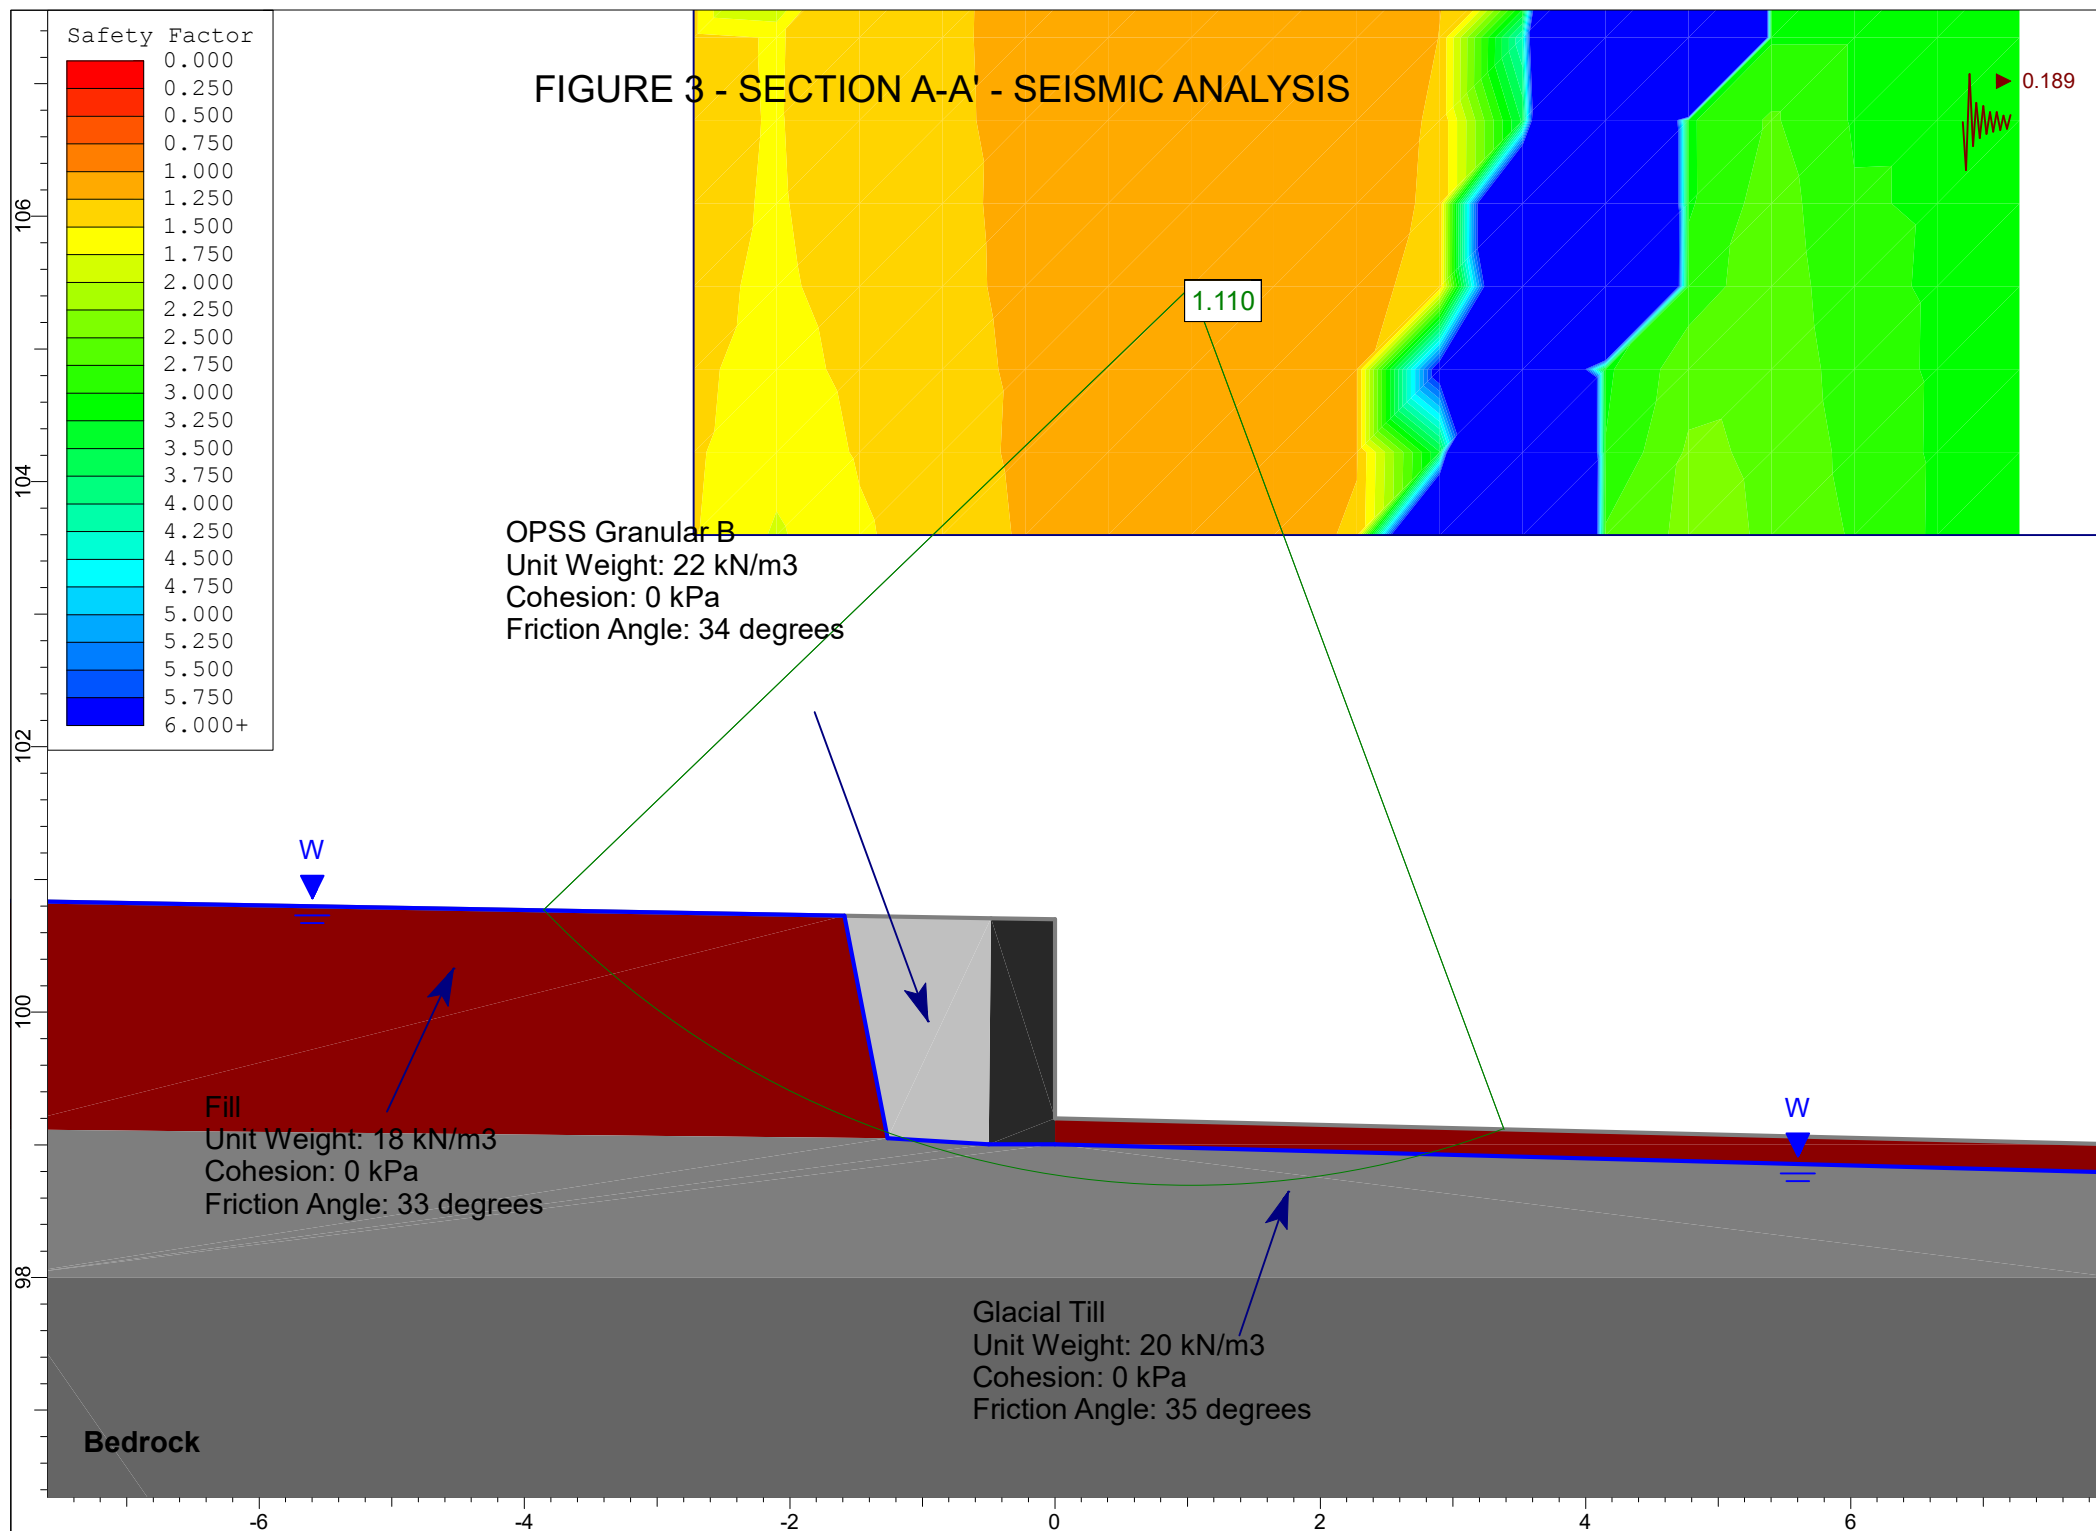 Safety Factor
0.000
0.250
0.500
0.750
1.000
1.250
1.500
1.750
2.000
2.250
2.500
2.750
3.000
3.250
3.500
3.750
4.000
4.250
4.500
4.750
5.000
5.250
5.500
5.750
6.000+
FIGURE 3 - SECTION A-A' - SEISMIC ANALYSIS
0.189
1.110
OPSS Granular B
Unit Weight: 22 kN/m3
Cohesion: 0 kPa
Friction Angle: 34 degrees
W
Fill
Unit Weight: 18 kN/m3
Cohesion: 0 kPa
Friction Angle: 33 degrees
W
Glacial Till
Unit Weight: 20 kN/m3
Cohesion: 0 kPa
Friction Angle: 35 degrees
Bedrock
106
104
102
100
98
-6
-4
-2
0
2
4
6